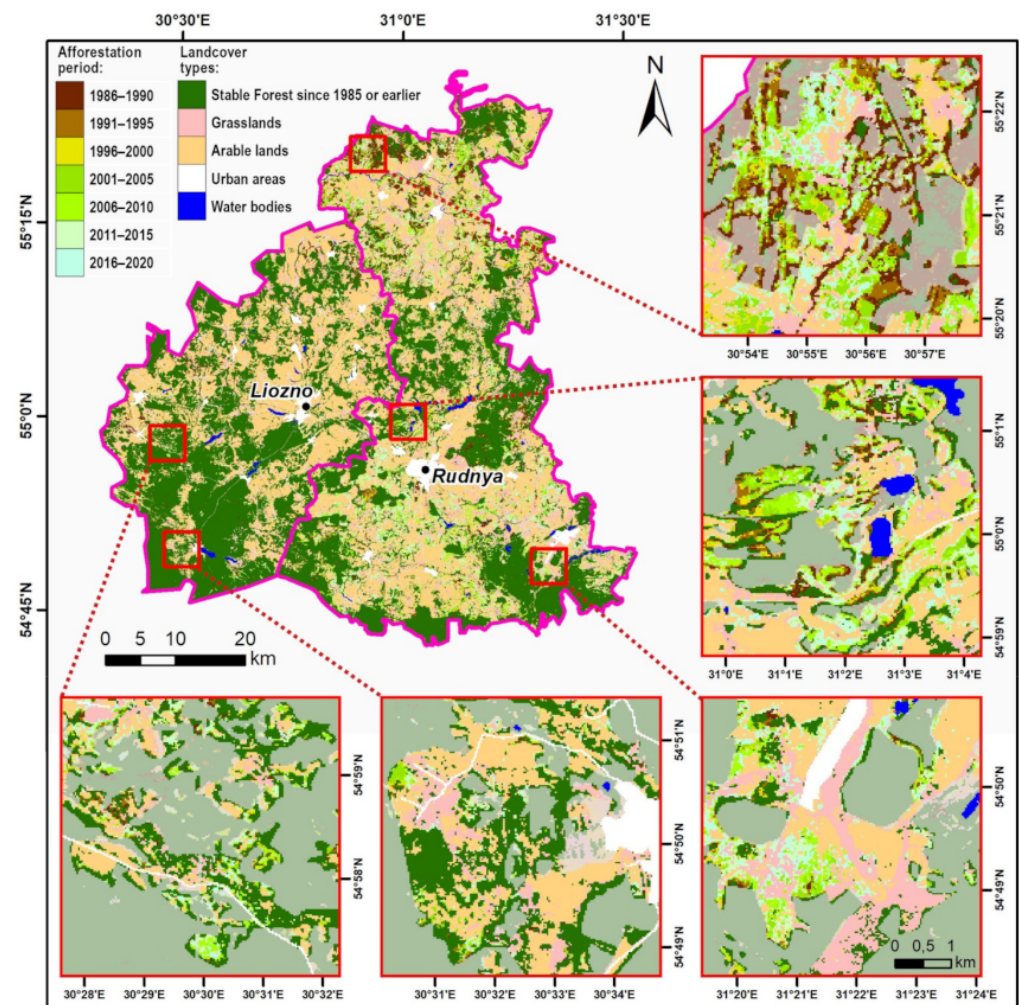 30°30'E 31°0'E 31°30'E
Afforestation period:
1986–1990
1991–1995
1996–2000
2001–2005
2006–2010
2011–2015
2016–2020
Landcover types:
Stable Forest since 1985 or earlier
Grasslands
Arable lands
Urban areas
Water bodies
N
55°15'N
55°0'N
54°45'N
Liozno
Rudnya
0 5 10 20
km
55°22'N
55°21'N
55°20'N
30°54'E 30°55'E 30°56'E 30°57'E
55°1'N
55°0'N
54°59'N
31°0'E 31°1'E 31°2'E 31°3'E 31°4'E
54°59'N
54°58'N
30°28'E 30°29'E 30°30'E 30°31'E 30°32'E
54°51'N
54°50'N
54°49'N
30°31'E 30°32'E 30°33'E 30°34'E
54°50'N
54°49'N
0 0,5 1
km
31°20'E 31°21'E 31°22'E 31°23'E 31°24'E